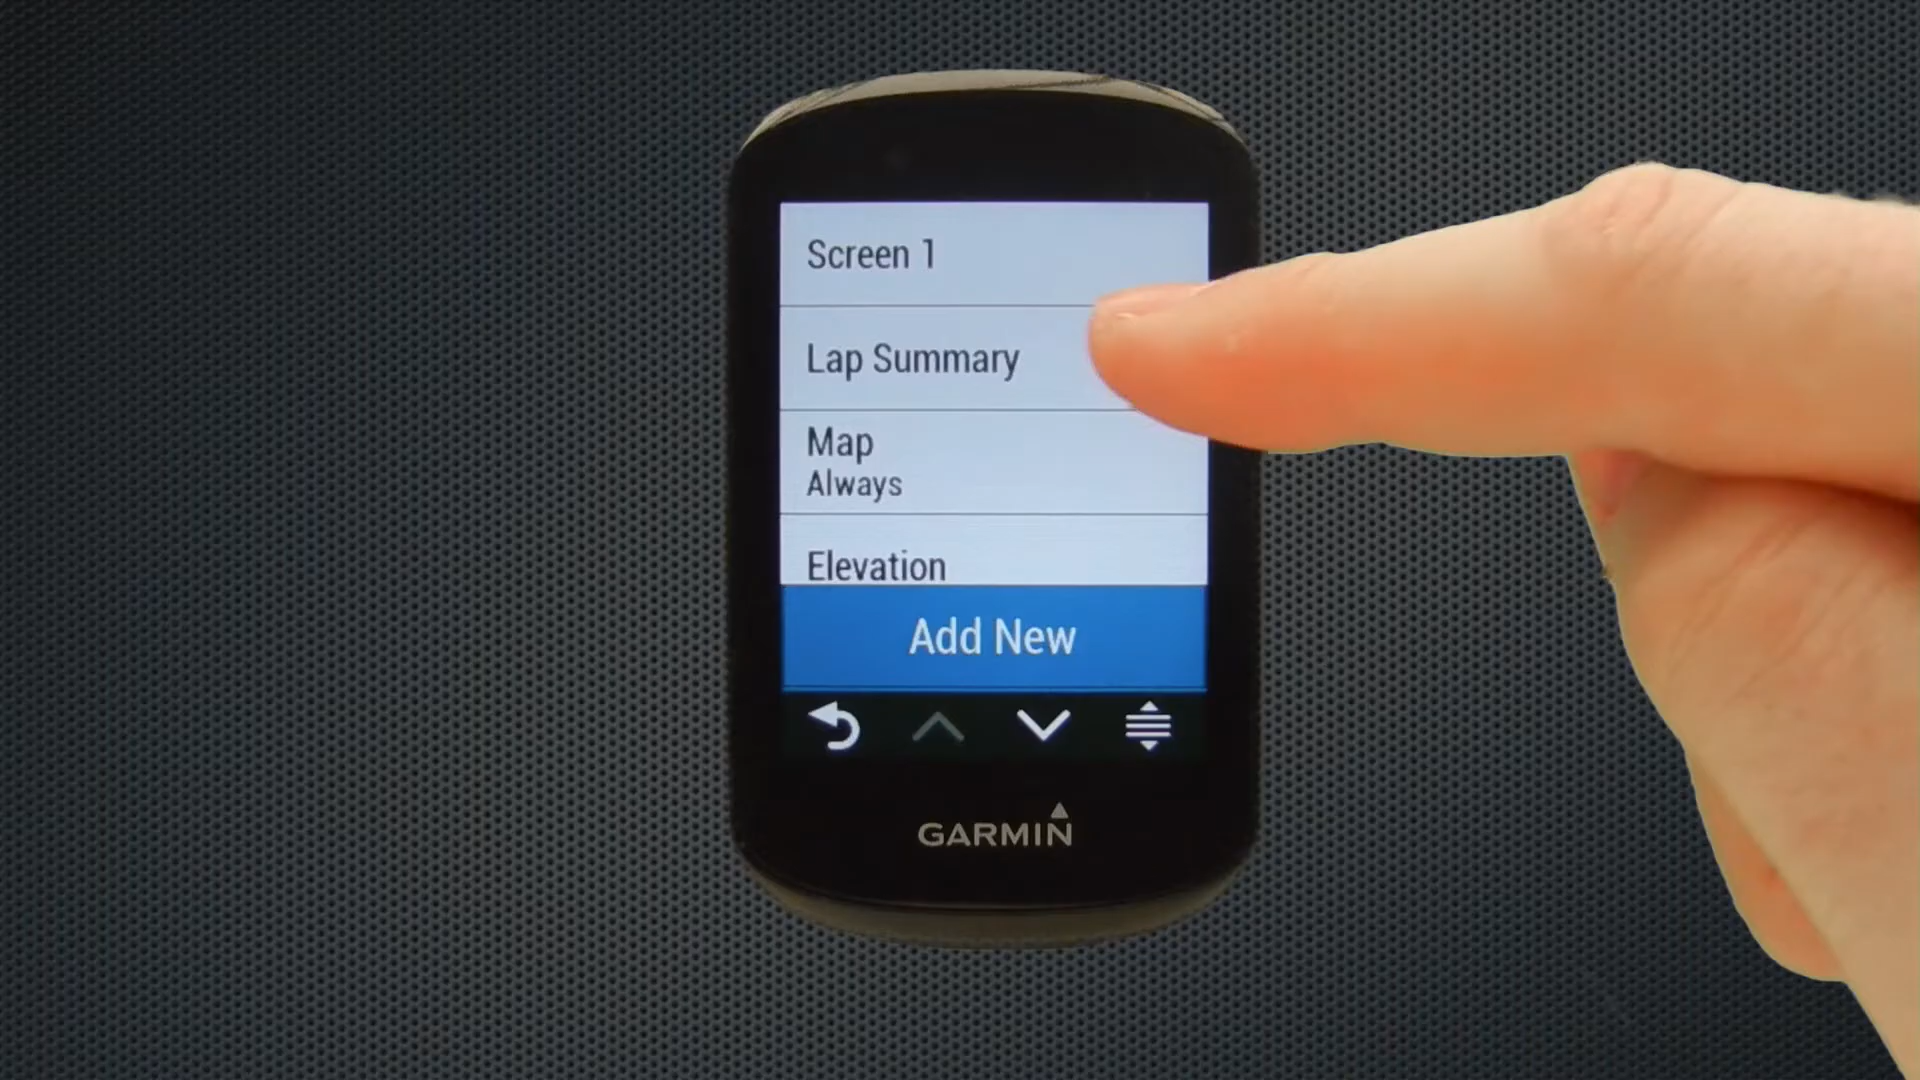 Screen 1
Lap Summary
Map
Always
Elevation
Add New
GARMIN